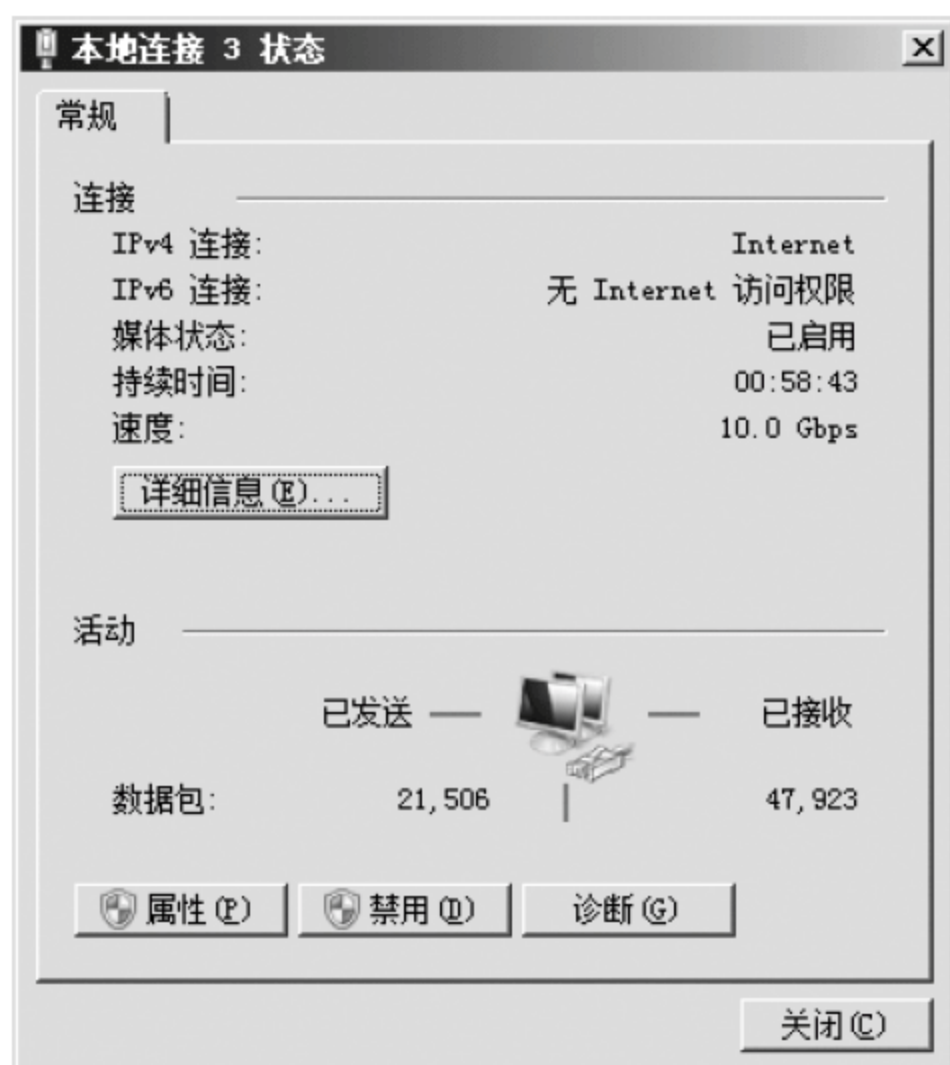 本地连接 3 状态
常规
连接
IPv4 连接: Internet
IPv6 连接: 无 Internet 访问权限
媒体状态: 已启用
持续时间: 00:58:43
速度: 10.0 Gbps
详细信息(E)...
活动
已发送 已接收
数据包: 21,506 47,923
属性(P) 禁用(D) 诊断(G)
关闭(C)